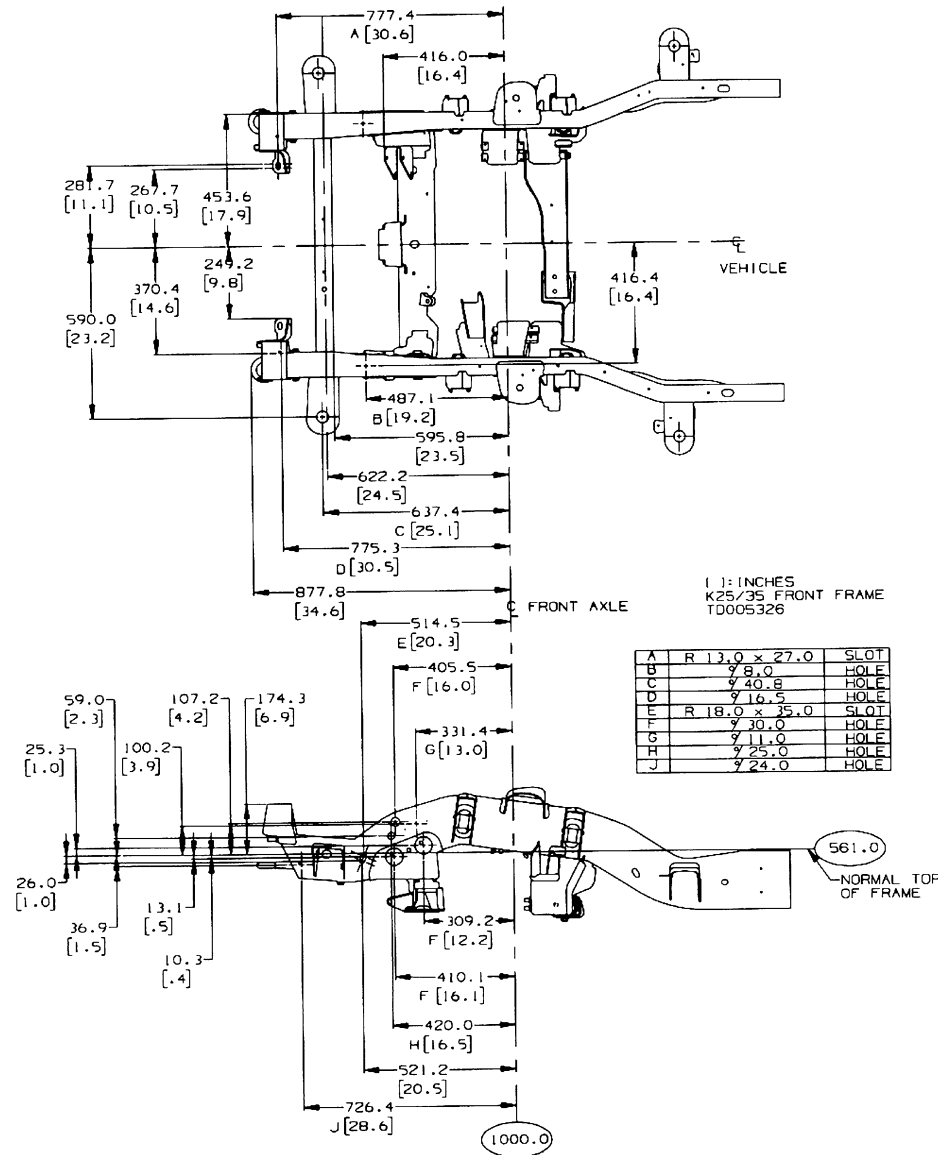 777.4
A [30.6]
416.0
[16.4]
281.7
[11.1]
267.7
[10.5]
453.6
[17.9]
249.2
[9.8]
370.4
[14.6]
590.0
[23.2]
416.4
[16.4]
℄
VEHICLE
487.1
B [19.2]
595.8
[23.5]
622.2
[24.5]
637.4
C [25.1]
775.3
D [30.5]
877.8
[34.6]
℄ FRONT AXLE
[ ]: INCHES
K25/35 FRONT FRAME
TD005326
A R 13.0 x 27.0 SLOT
B 8.0 HOLE
C 40.8 HOLE
D 16.5 HOLE
E R 18.0 x 35.0 SLOT
F 30.0 HOLE
G 11.0 HOLE
H 25.0 HOLE
J 24.0 HOLE
514.5
E [20.3]
405.5
F [16.0]
331.4
G [13.0]
59.0
[2.3]
107.2
[4.2]
174.3
[6.9]
25.3
[1.0]
100.2
[3.9]
561.0
NORMAL TOP
OF FRAME
26.0
[1.0]
36.9
[1.5]
13.1
[.5]
10.3
[.4]
309.2
F [12.2]
410.1
F [16.1]
420.0
H [16.5]
521.2
[20.5]
726.4
J [28.6]
1000.0